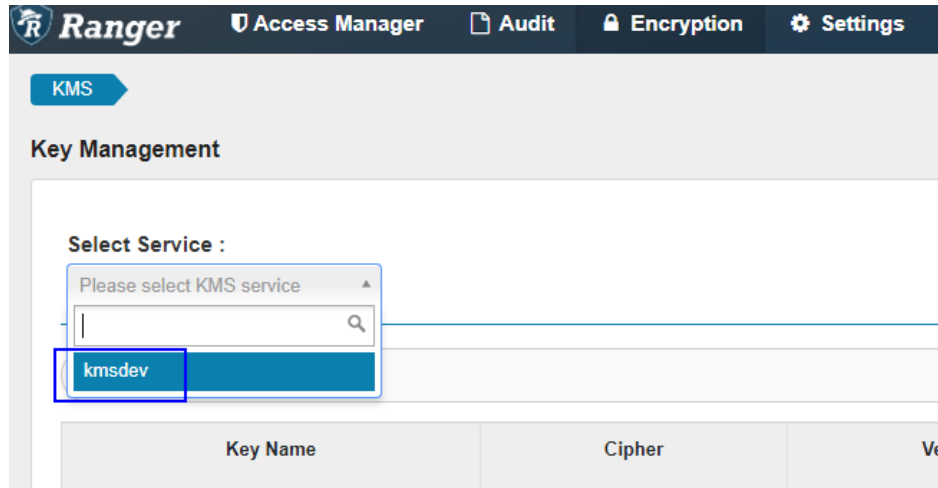 Ranger Access Manager Audit Encryption Settings
KMS
Key Management
Select Service :
Please select KMS service
kmsdev
Key Name Cipher Ve